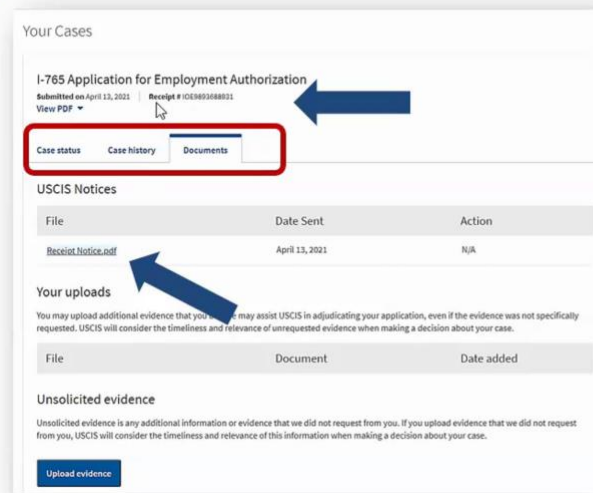 Your Cases
I-765 Application for Employment Authorization
Submitted on April 13, 2021 | Receipt # IOE9893688931
View PDF
Case status Case history Documents
USCIS Notices
File Date Sent Action
Receipt Notice.pdf April 13, 2021 N/A
Your uploads
You may upload additional evidence that you may assist USCIS in adjudicating your application, even if the evidence was not specifically
requested. USCIS will consider the timeliness and relevance of unrequested evidence when making a decision about your case.
File Document Date added
Unsolicited evidence
Unsolicited evidence is any additional information or evidence that we did not request from you. If you upload evidence that we did not request
from you, USCIS will consider the timeliness and relevance of this information when making a decision about your case.
Upload evidence